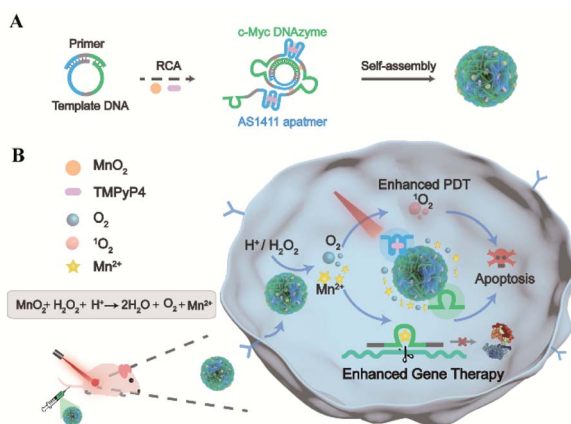 A
Primer
Template DNA
RCA
c-Myc DNAzyme
AS1411 apatmer
Self-assembly
B
MnO₂
TMPyP4
O₂
¹O₂
Mn²⁺
MnO₂+ H₂O₂+ H⁺→ 2H₂O + O₂+ Mn²⁺
H⁺ / H₂O₂
O₂
Mn²⁺
Enhanced PDT
¹O₂
Apoptosis
Enhanced Gene Therapy